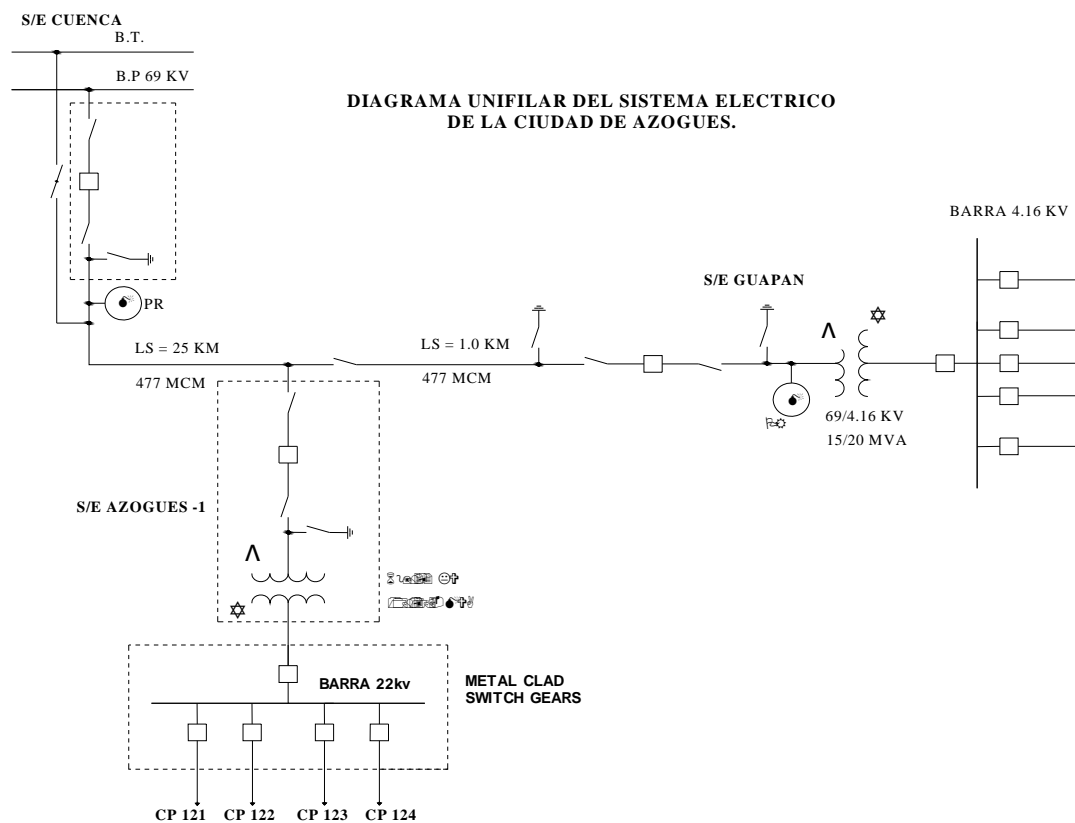 S/E CUENCA
B.T.
B.P 69 KV
DIAGRAMA UNIFILAR DEL SISTEMA ELECTRICO
DE LA CIUDAD DE AZOGUES.
BARRA 4.16 KV
S/E GUAPAN
PR
LS = 25 KM
477 MCM
LS = 1.0 KM
477 MCM
69/4.16 KV
15/20 MVA
S/E AZOGUES -1
BARRA 22kv
METAL CLAD
SWITCH GEARS
CP 121 CP 122 CP 123 CP 124